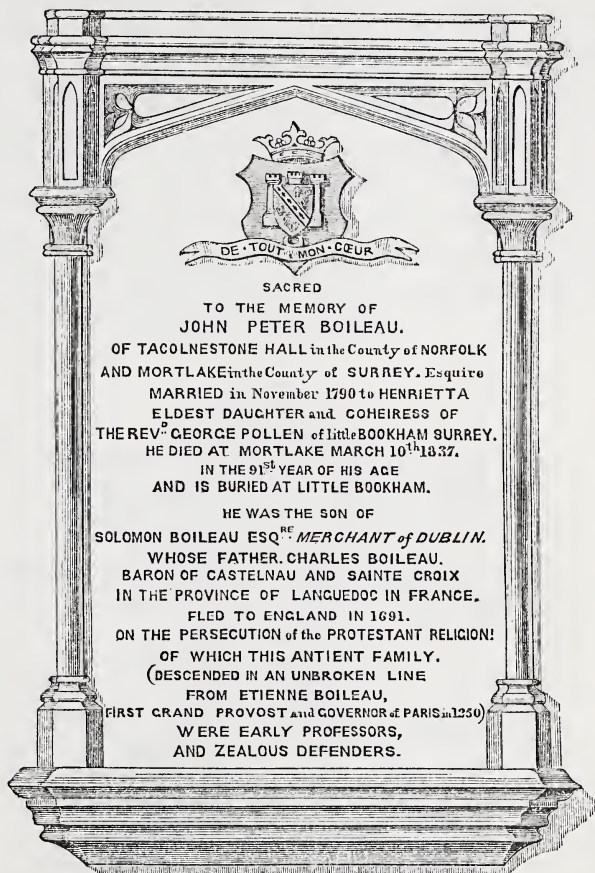 DE · TOUT · MON · CŒUR
SACRED
TO THE MEMORY OF
JOHN PETER BOILEAU.
OF TACOLNESTONE HALL in the County of NORFOLK
AND MORTLAKE in the County of SURREY. Esquire
MARRIED in November 1790 to HENRIETTA
ELDEST DAUGHTER and COHEIRESS OF
THE REVD. GEORGE POLLEN of little BOOKHAM SURREY.
HE DIED AT MORTLAKE MARCH 10th 1837.
IN THE 91st YEAR OF HIS AGE
AND IS BURIED AT LITTLE BOOKHAM.
HE WAS THE SON OF
SOLOMON BOILEAU ESQRE. MERCHANT of DUBLIN.
WHOSE FATHER. CHARLES BOILEAU.
BARON OF CASTELNAU AND SAINTE CROIX
IN THE PROVINCE OF LANGUEDOC IN FRANCE.
FLED TO ENGLAND IN 1691.
ON THE PERSECUTION of the PROTESTANT RELIGION!
OF WHICH THIS ANTIENT FAMILY.
(DESCENDED IN AN UNBROKEN LINE
FROM ETIENNE BOILEAU,
FIRST GRAND PROVOST and GOVERNOR of PARIS in 1250)
WERE EARLY PROFESSORS,
AND ZEALOUS DEFENDERS.